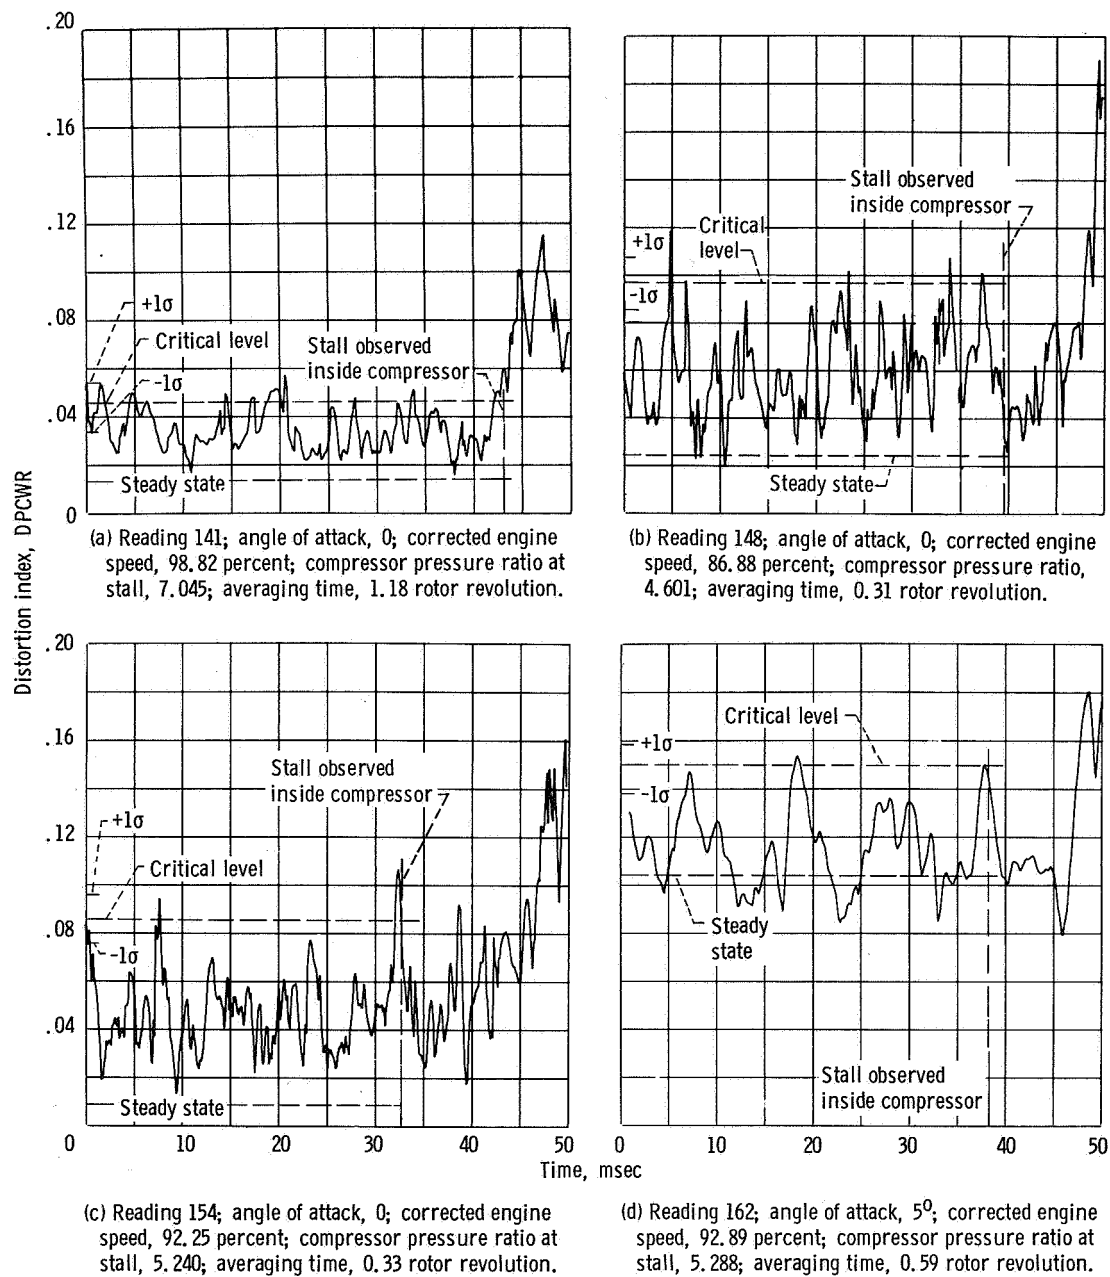 .20
.16
.12
.08
.04
0
+1σ
Critical level
-1σ
Stall observed
inside compressor
Steady state
+1σ
-1σ
Critical
level
Stall observed
inside compressor
Steady state
(a) Reading 141; angle of attack, 0; corrected engine
speed, 98.82 percent; compressor pressure ratio at
stall, 7.045; averaging time, 1.18 rotor revolution.
(b) Reading 148; angle of attack, 0; corrected engine
speed, 86.88 percent; compressor pressure ratio,
4.601; averaging time, 0.31 rotor revolution.
Distortion index, DPCWR
.20
.16
.12
.08
.04
0 10 20 30 40 50
+1σ
Critical level
-1σ
Stall observed
inside compressor
Steady state
Critical level
+1σ
-1σ
Steady
state
Stall observed
inside compressor
0 10 20 30 40 50
Time, msec
(c) Reading 154; angle of attack, 0; corrected engine
speed, 92.25 percent; compressor pressure ratio at
stall, 5.240; averaging time, 0.33 rotor revolution.
(d) Reading 162; angle of attack, 5⁰; corrected engine
speed, 92.89 percent; compressor pressure ratio at
stall, 5.288; averaging time, 0.59 rotor revolution.